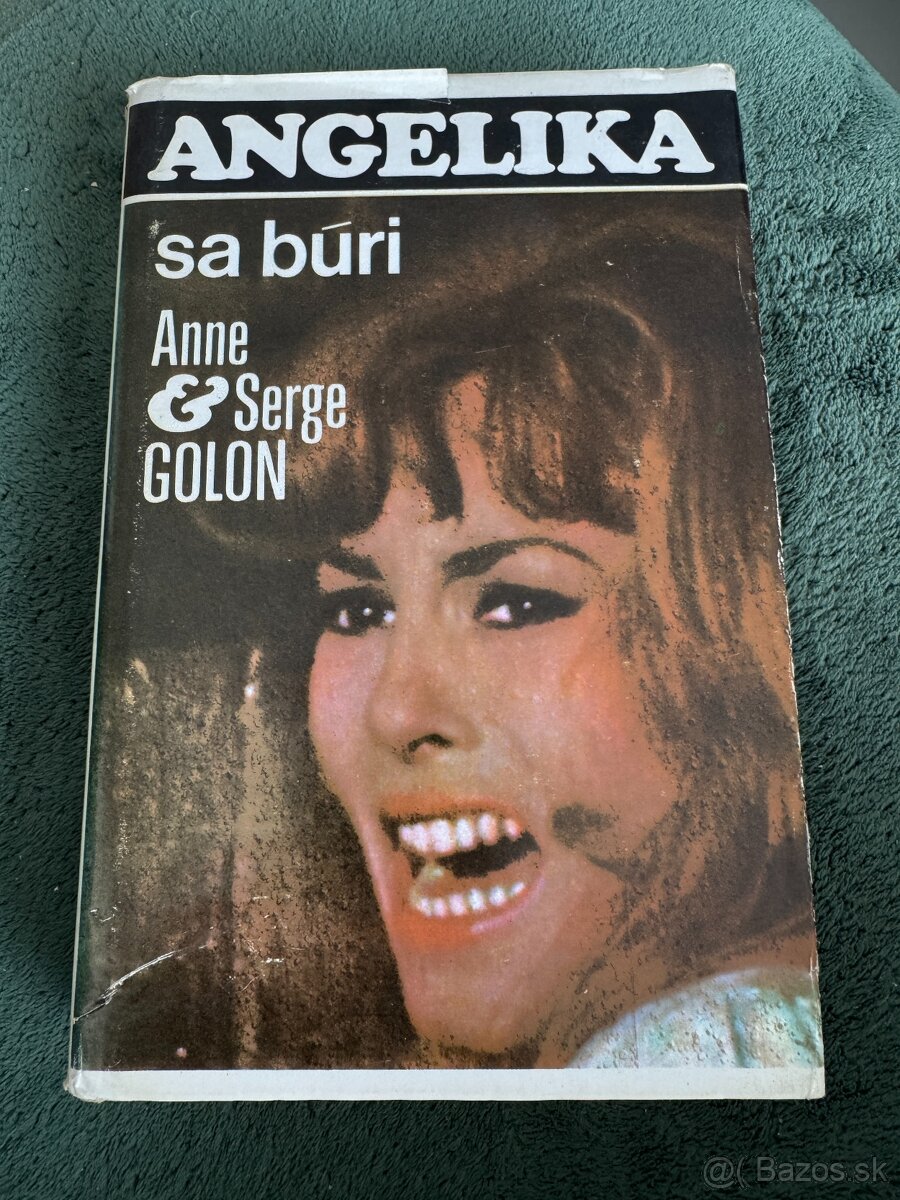 ANGELIKA
sa búri
Anne
& Serge
GOLON
@( Bazos.sk